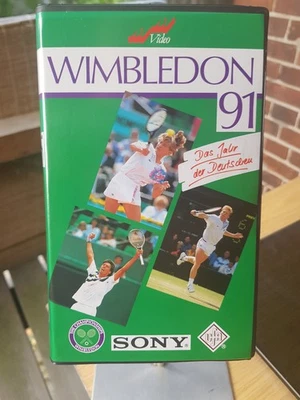 Video
WIMBLEDON
91
Das Jahr
der Deutschen
SONY